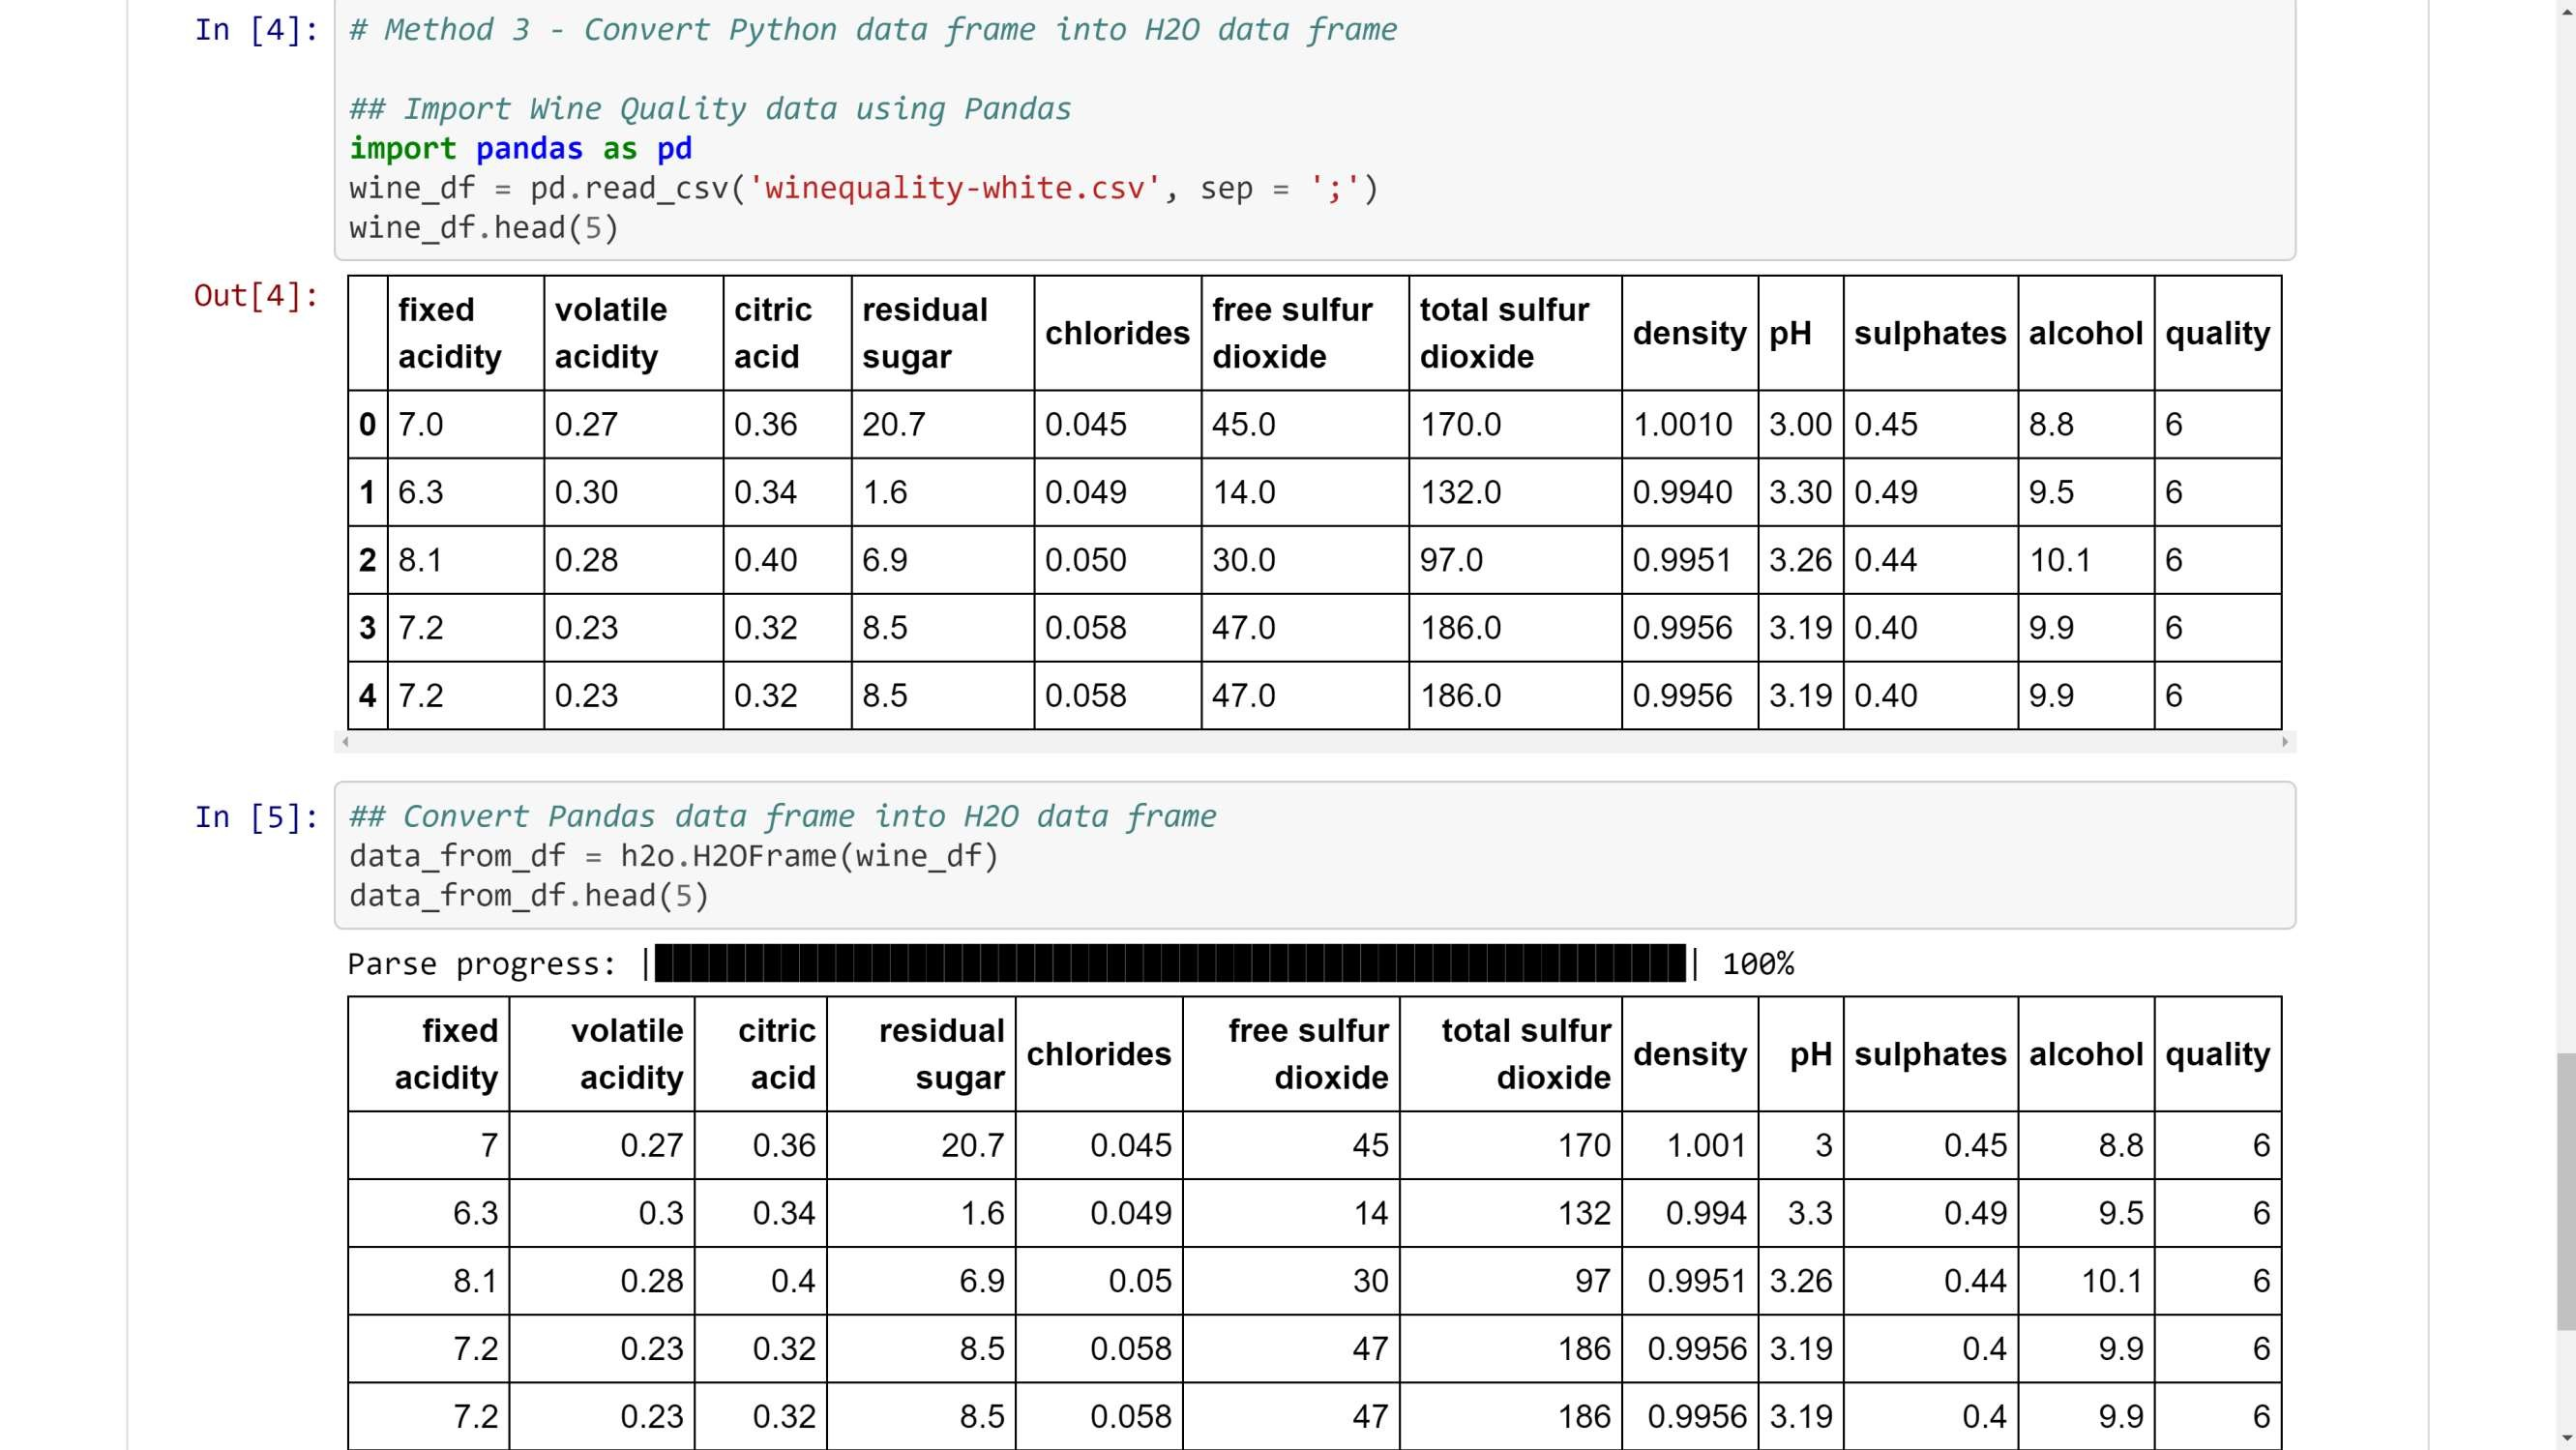 In [4]: # Method 3 - Convert Python data frame into H2O data frame
## Import Wine Quality data using Pandas
import pandas as pd
wine_df = pd.read_csv('winequality-white.csv', sep = ';')
wine_df.head(5)
Out[4]:
fixed acidity volatile acidity citric acid residual sugar chlorides free sulfur dioxide total sulfur dioxide density pH sulphates alcohol quality
0 7.0 0.27 0.36 20.7 0.045 45.0 170.0 1.0010 3.00 0.45 8.8 6
1 6.3 0.30 0.34 1.6 0.049 14.0 132.0 0.9940 3.30 0.49 9.5 6
2 8.1 0.28 0.40 6.9 0.050 30.0 97.0 0.9951 3.26 0.44 10.1 6
3 7.2 0.23 0.32 8.5 0.058 47.0 186.0 0.9956 3.19 0.40 9.9 6
4 7.2 0.23 0.32 8.5 0.058 47.0 186.0 0.9956 3.19 0.40 9.9 6
In [5]: ## Convert Pandas data frame into H2O data frame
data_from_df = h2o.H2OFrame(wine_df)
data_from_df.head(5)
Parse progress: |█████████████████████████████████████████████████████████| 100%
fixed acidity volatile acidity citric acid residual sugar chlorides free sulfur dioxide total sulfur dioxide density pH sulphates alcohol quality
7 0.27 0.36 20.7 0.045 45 170 1.001 3 0.45 8.8 6
6.3 0.3 0.34 1.6 0.049 14 132 0.994 3.3 0.49 9.5 6
8.1 0.28 0.4 6.9 0.05 30 97 0.9951 3.26 0.44 10.1 6
7.2 0.23 0.32 8.5 0.058 47 186 0.9956 3.19 0.4 9.9 6
7.2 0.23 0.32 8.5 0.058 47 186 0.9956 3.19 0.4 9.9 6